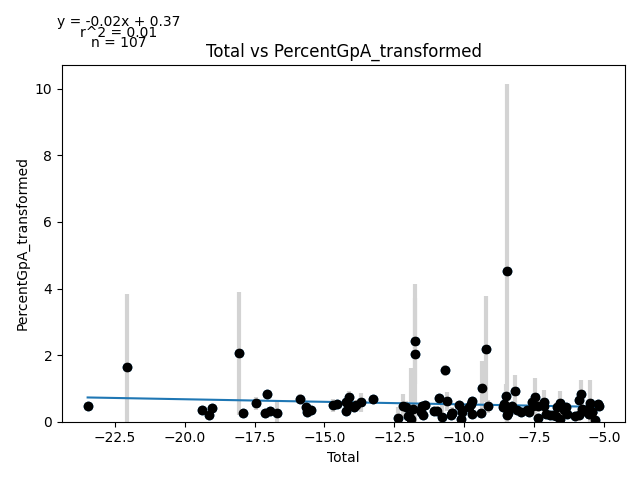 y = -0.02x + 0.37
r^2 = 0.01
n = 107
Total vs PercentGpA_transformed
PercentGpA_transformed
10
8
6
4
2
0
−22.5 −20.0 −17.5 −15.0 −12.5 −10.0 −7.5 −5.0
Total